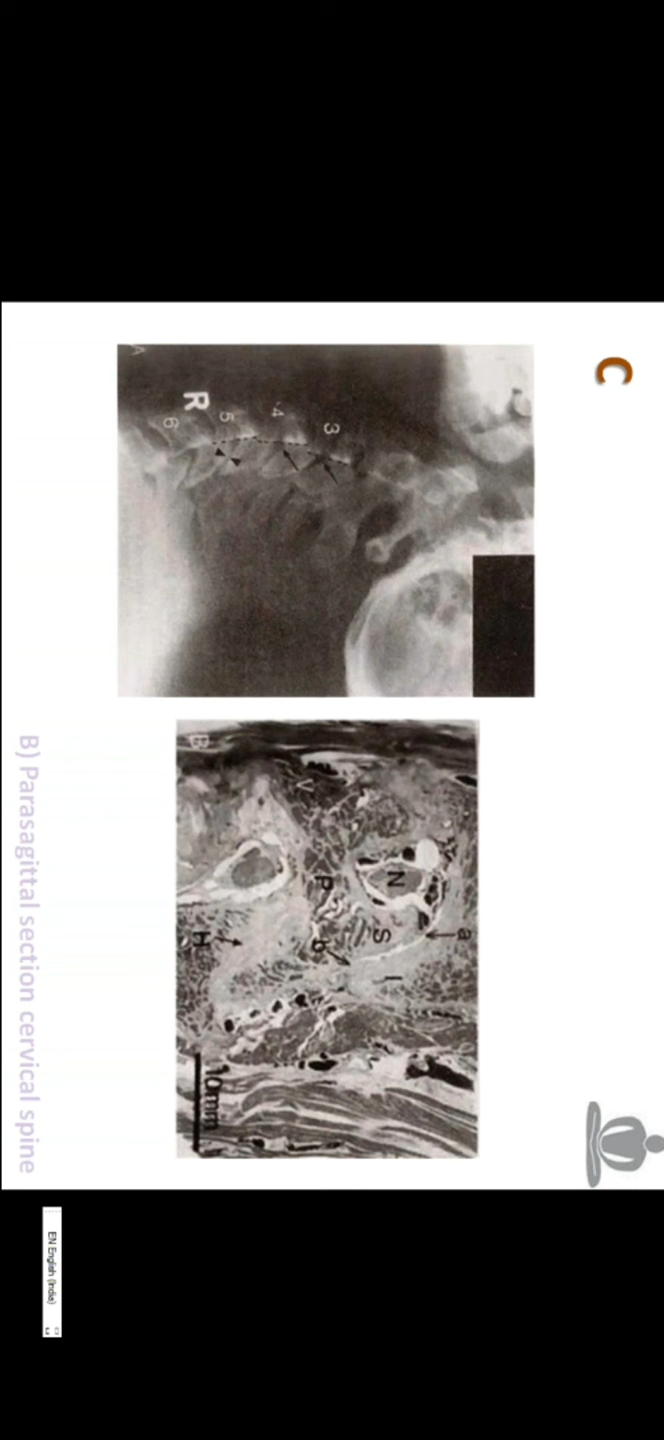 C
A
R
3
4
5
6
B
V
N
P
a
S
b
I
H
10mm
B) Parasagittal section cervical spine
EN English (India)